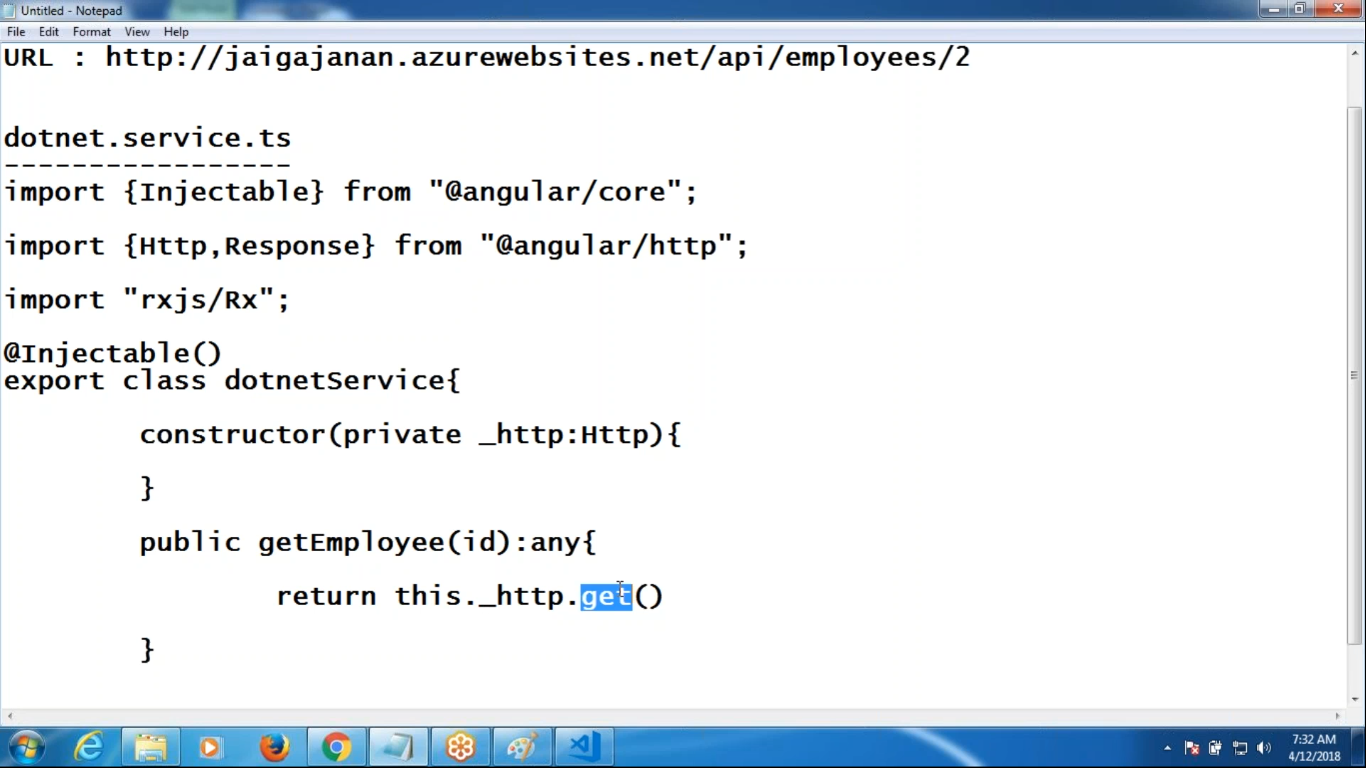 Untitled - Notepad
File Edit Format View Help
URL : http://jaigajanan.azurewebsites.net/api/employees/2
dotnet.service.ts
-----------------
import {Injectable} from "@angular/core";
import {Http,Response} from "@angular/http";
import "rxjs/Rx";
@Injectable()
export class dotnetService{
constructor(private _http:Http){
}
public getEmployee(id):any{
return this._http.get()
}
7:32 AM
4/12/2018